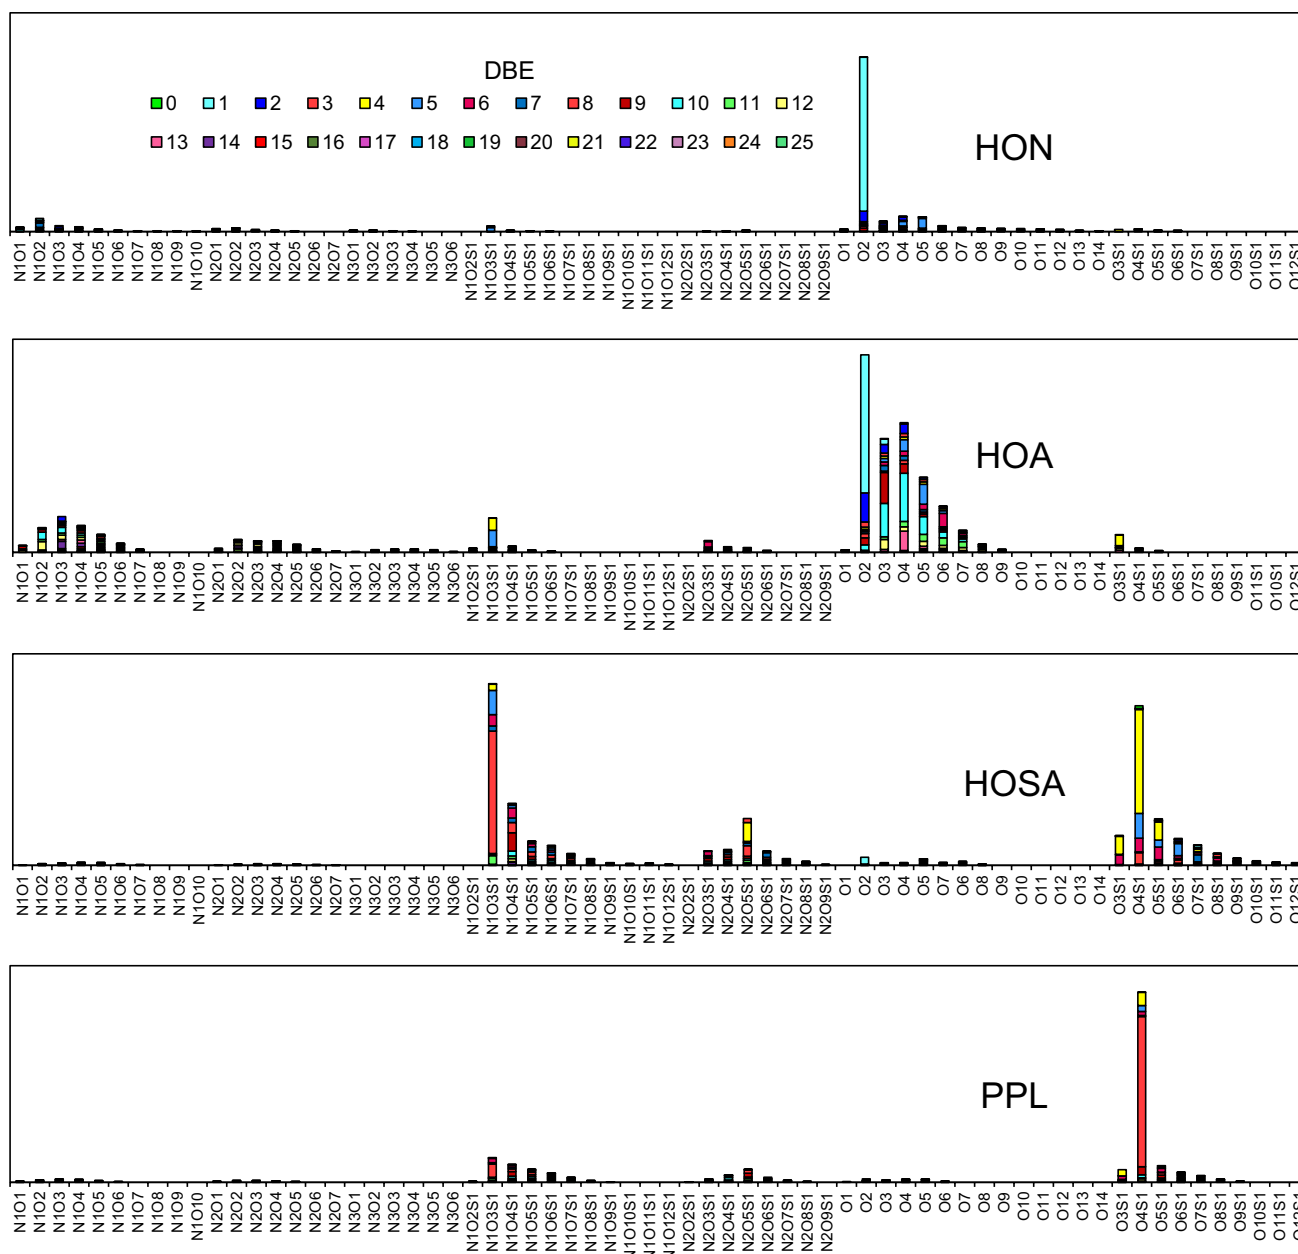 DBE
0 1 2 3 4 5 6 7 8 9 10 11 12
13 14 15 16 17 18 19 20 21 22 23 24 25
HON
N1O1 N1O2 N1O3 N1O4 N1O5 N1O6 N1O7 N1O8 N1O9 N1O10 N2O1 N2O2 N2O3 N2O4 N2O5 N2O6 N2O7 N3O1 N3O2 N3O3 N3O4 N3O5 N3O6 N1O2S1 N1O3S1 N1O4S1 N1O5S1 N1O6S1 N1O7S1 N1O8S1 N1O9S1 N1O10S1 N1O11S1 N1O12S1 N2O2S1 N2O3S1 N2O4S1 N2O5S1 N2O6S1 N2O7S1 N2O8S1 N2O9S1 O1 O2 O3 O4 O5 O6 O7 O8 O9 O10 O11 O12 O13 O14 O3S1 O4S1 O5S1 O6S1 O7S1 O8S1 O9S1 O10S1 O11S1 O12S1
HOA
N1O1 N1O2 N1O3 N1O4 N1O5 N1O6 N1O7 N1O8 N1O9 N1O10 N2O1 N2O2 N2O3 N2O4 N2O5 N2O6 N2O7 N3O1 N3O2 N3O3 N3O4 N3O5 N3O6 N1O2S1 N1O3S1 N1O4S1 N1O5S1 N1O6S1 N1O7S1 N1O8S1 N1O9S1 N1O10S1 N1O11S1 N1O12S1 N2O2S1 N2O3S1 N2O4S1 N2O5S1 N2O6S1 N2O7S1 N2O8S1 N2O9S1 O1 O2 O3 O4 O5 O6 O7 O8 O9 O10 O11 O12 O13 O14 O3S1 O4S1 O5S1 O6S1 O7S1 O8S1 O9S1 O11S1 O10S1 O12S1
HOSA
N1O1 N1O2 N1O3 N1O4 N1O5 N1O6 N1O7 N1O8 N1O9 N1O10 N2O1 N2O2 N2O3 N2O4 N2O5 N2O6 N2O7 N3O1 N3O2 N3O3 N3O4 N3O5 N3O6 N1O2S1 N1O3S1 N1O4S1 N1O5S1 N1O6S1 N1O7S1 N1O8S1 N1O9S1 N1O10S1 N1O11S1 N1O12S1 N2O2S1 N2O3S1 N2O4S1 N2O5S1 N2O6S1 N2O7S1 N2O8S1 N2O9S1 O1 O2 O3 O4 O5 O7 O6 O8 O9 O10 O11 O12 O13 O14 O3S1 O4S1 O5S1 O6S1 O7S1 O8S1 O9S1 O10S1 O11S1 O12S1
PPL
N1O1 N1O2 N1O3 N1O4 N1O5 N1O6 N1O7 N1O8 N1O9 N1O10 N2O1 N2O2 N2O3 N2O4 N2O5 N2O6 N2O7 N3O1 N3O2 N3O3 N3O4 N3O5 N3O6 N1O2S1 N1O3S1 N1O4S1 N1O5S1 N1O6S1 N1O7S1 N1O8S1 N1O9S1 N1O10S1 N1O11S1 N1O12S1 N2O2S1 N2O3S1 N2O4S1 N2O5S1 N2O6S1 N2O7S1 N2O8S1 N2O9S1 O1 O2 O3 O4 O5 O6 O7 O8 O9 O10 O11 O12 O13 O14 O3S1 O4S1 O5S1 O6S1 O7S1 O8S1 O9S1 O10S1 O11S1 O12S1